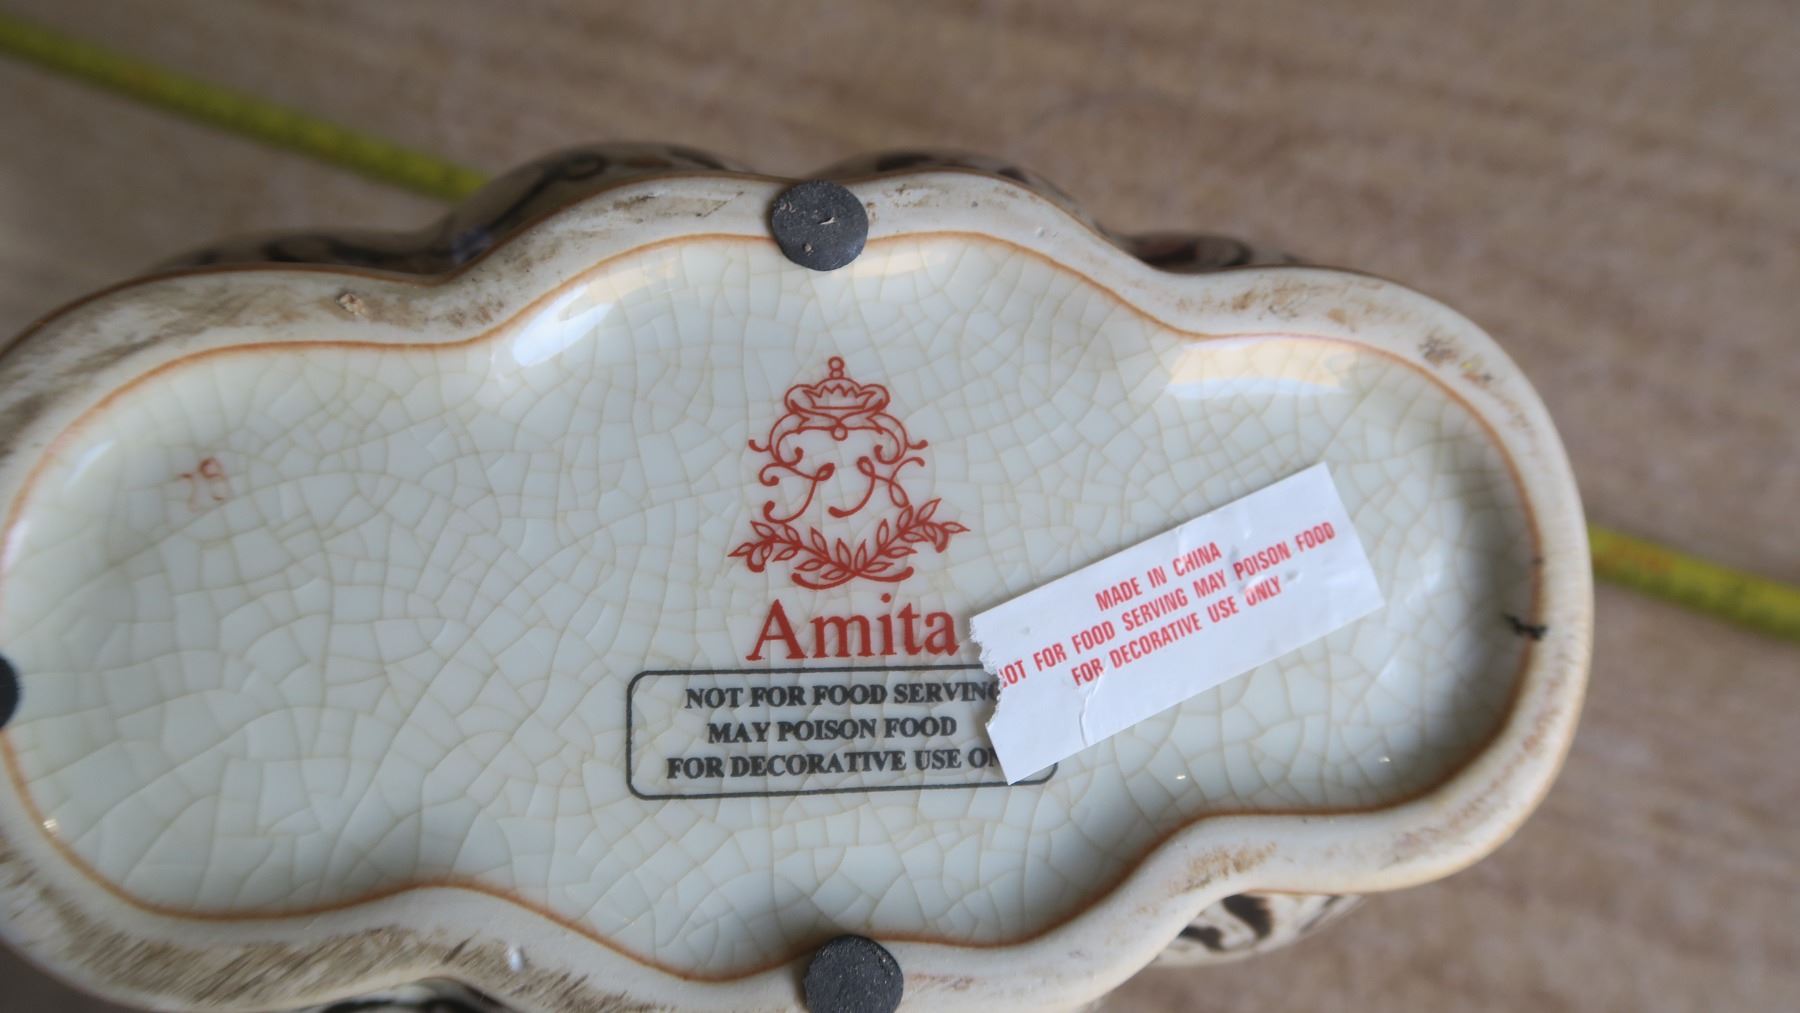 28
Amita
NOT FOR FOOD SERVING
MAY POISON FOOD
FOR DECORATIVE USE ON
MADE IN CHINA
OT FOR FOOD SERVING MAY POISON FOOD
FOR DECORATIVE USE ONLY